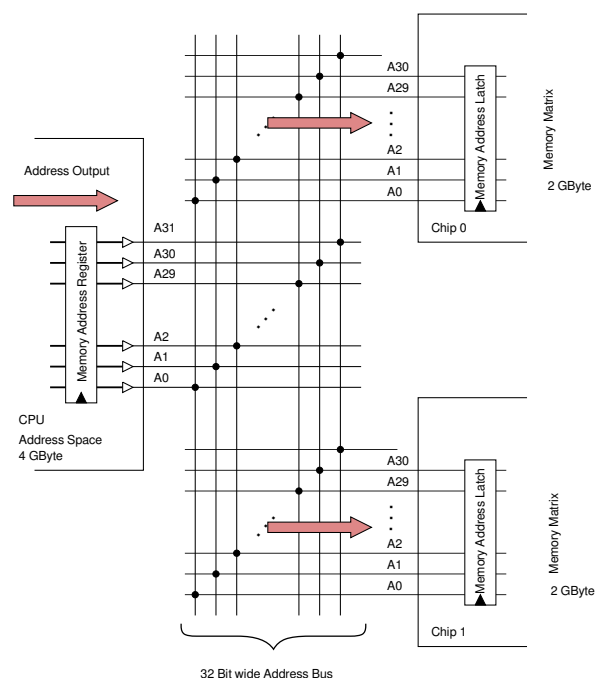 A30
A29
A2
A1
A0
Memory Address Latch
Memory Matrix
2 GByte
Chip 0
Address Output
A31
A30
A29
A2
A1
A0
Memory Address Register
CPU
Address Space
4 GByte
A30
A29
A2
A1
A0
Memory Address Latch
Memory Matrix
2 GByte
Chip 1
32 Bit wide Address Bus